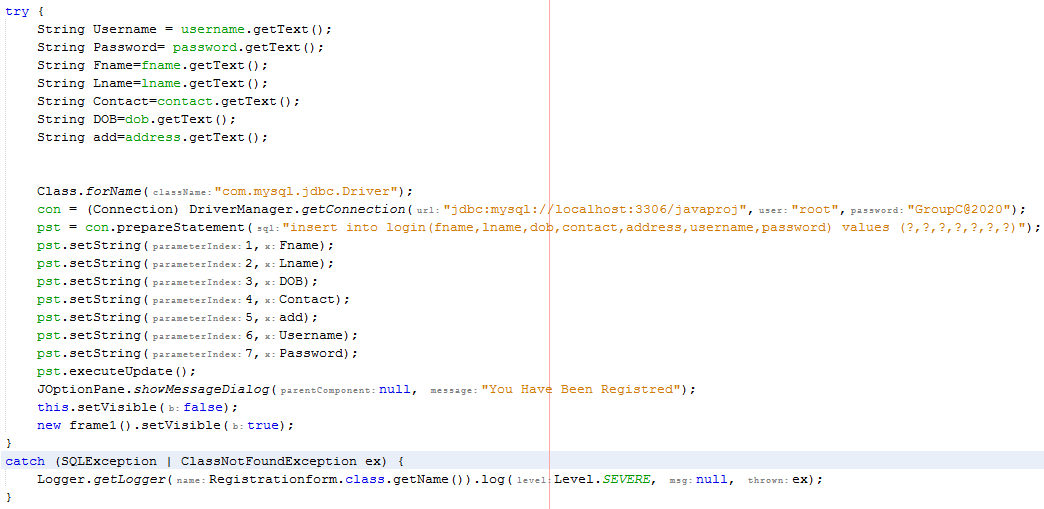 try {
String Username = username.getText();
String Password= password.getText();
String Fname=fname.getText();
String Lname=lname.getText();
String Contact=contact.getText();
String DOB=dob.getText();
String add=address.getText();
Class.forName(className:"com.mysql.jdbc.Driver");
con = (Connection) DriverManager.getConnection(url:"jdbc:mysql://localhost:3306/javaproj",user:"root",password:"GroupC@2020");
pst = con.prepareStatement(sql:"insert into login(fname,lname,dob,contact,address,username,password) values (?,?,?,?,?,?,?)");
pst.setString(parameterIndex:1,x:Fname);
pst.setString(parameterIndex:2,x:Lname);
pst.setString(parameterIndex:3,x:DOB);
pst.setString(parameterIndex:4,x:Contact);
pst.setString(parameterIndex:5,x:add);
pst.setString(parameterIndex:6,x:Username);
pst.setString(parameterIndex:7,x:Password);
pst.executeUpdate();
JOptionPane.showMessageDialog(parentComponent:null, message:"You Have Been Registred");
this.setVisible(b:false);
new frame1().setVisible(b:true);
}
catch (SQLException | ClassNotFoundException ex) {
Logger.getLogger(name:Registrationform.class.getName()).log(level:Level.SEVERE, msg:null, thrown:ex);
}